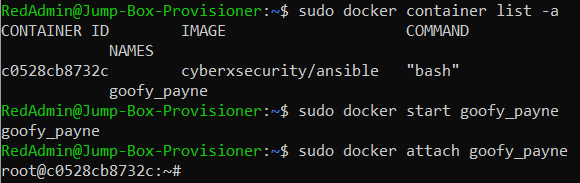 RedAdmin@Jump-Box-Provisioner:~$ sudo docker container list -a
CONTAINER ID        IMAGE                   COMMAND
             NAMES
c0528cb8732c        cyberxsecurity/ansible   "bash"
             goofy_payne
RedAdmin@Jump-Box-Provisioner:~$ sudo docker start goofy_payne
goofy_payne
RedAdmin@Jump-Box-Provisioner:~$ sudo docker attach goofy_payne
root@c0528cb8732c:~#